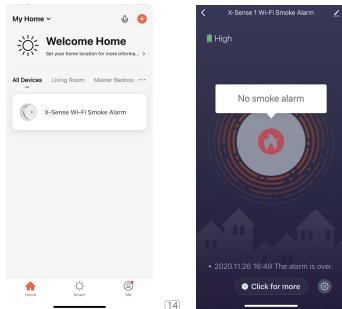 My Home
Welcome Home
Set your home location for more informa...
All Devices Living Room Master Bedroo ...
X-Sense Wi-Fi Smoke Alarm
Home Smart Me
14
X-Sense 1 Wi-Fi Smoke Alarm
High
No smoke alarm
• 2020.11.26 16:49 The alarm is over.
Click for more